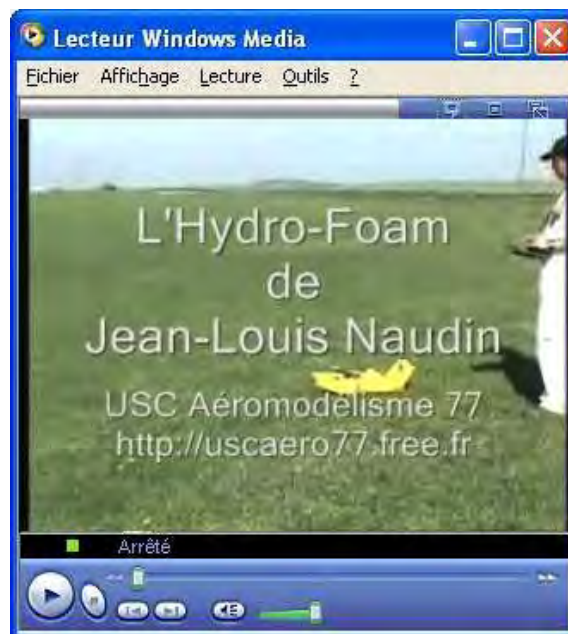 Lecteur Windows Media
Fichier Affichage Lecture Outils ?
L'Hydro-Foam
de
Jean-Louis Naudin
USC Aéromodélisme 77
http://uscaero77.free.fr
Arrêté